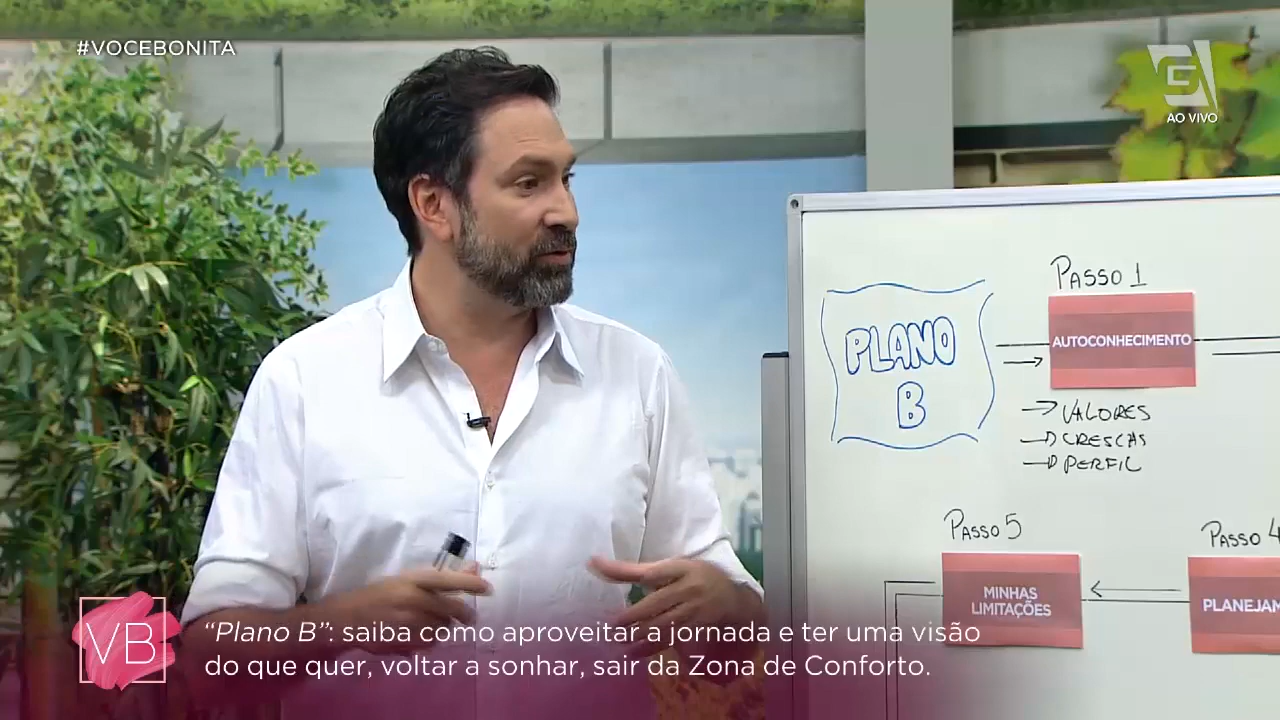 #VOCEBONITA
G
AO VIVO
PASSO 1
PLANO
B
AUTOCONHECIMENTO
VALORES
CRESCAS
PERFIL
PASSO 5
PASSO 4
MINHAS
LIMITAÇÕES
PLANEJAM
VB
“Plano B”: saiba como aproveitar a jornada e ter uma visão
do que quer, voltar a sonhar, sair da Zona de Conforto.